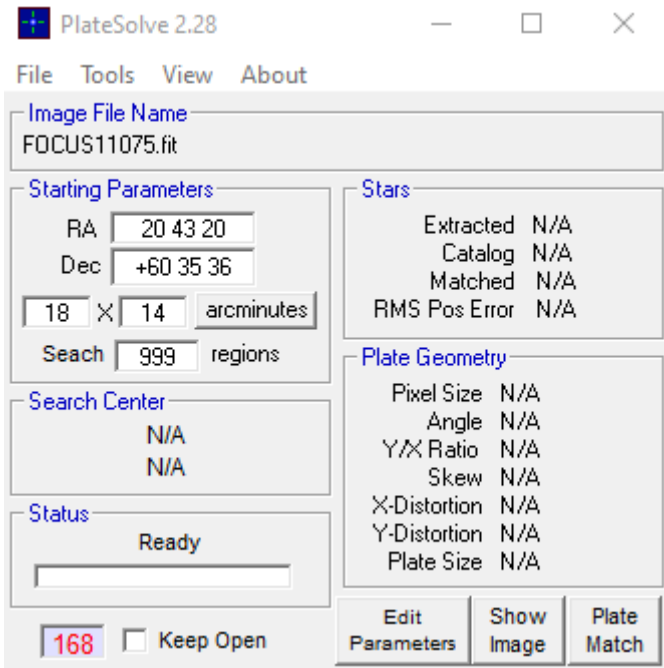 PlateSolve 2.28
File Tools View About
Image File Name
FOCUS11075.fit
Starting Parameters
RA 20 43 20
Dec +60 35 36
18 X 14 arcminutes
Seach 999 regions
Search Center
N/A
N/A
Status
Ready
168 Keep Open
Stars
Extracted N/A
Catalog N/A
Matched N/A
RMS Pos Error N/A
Plate Geometry
Pixel Size N/A
Angle N/A
Y/X Ratio N/A
Skew N/A
X-Distortion N/A
Y-Distortion N/A
Plate Size N/A
Edit
Parameters
Show
Image
Plate
Match